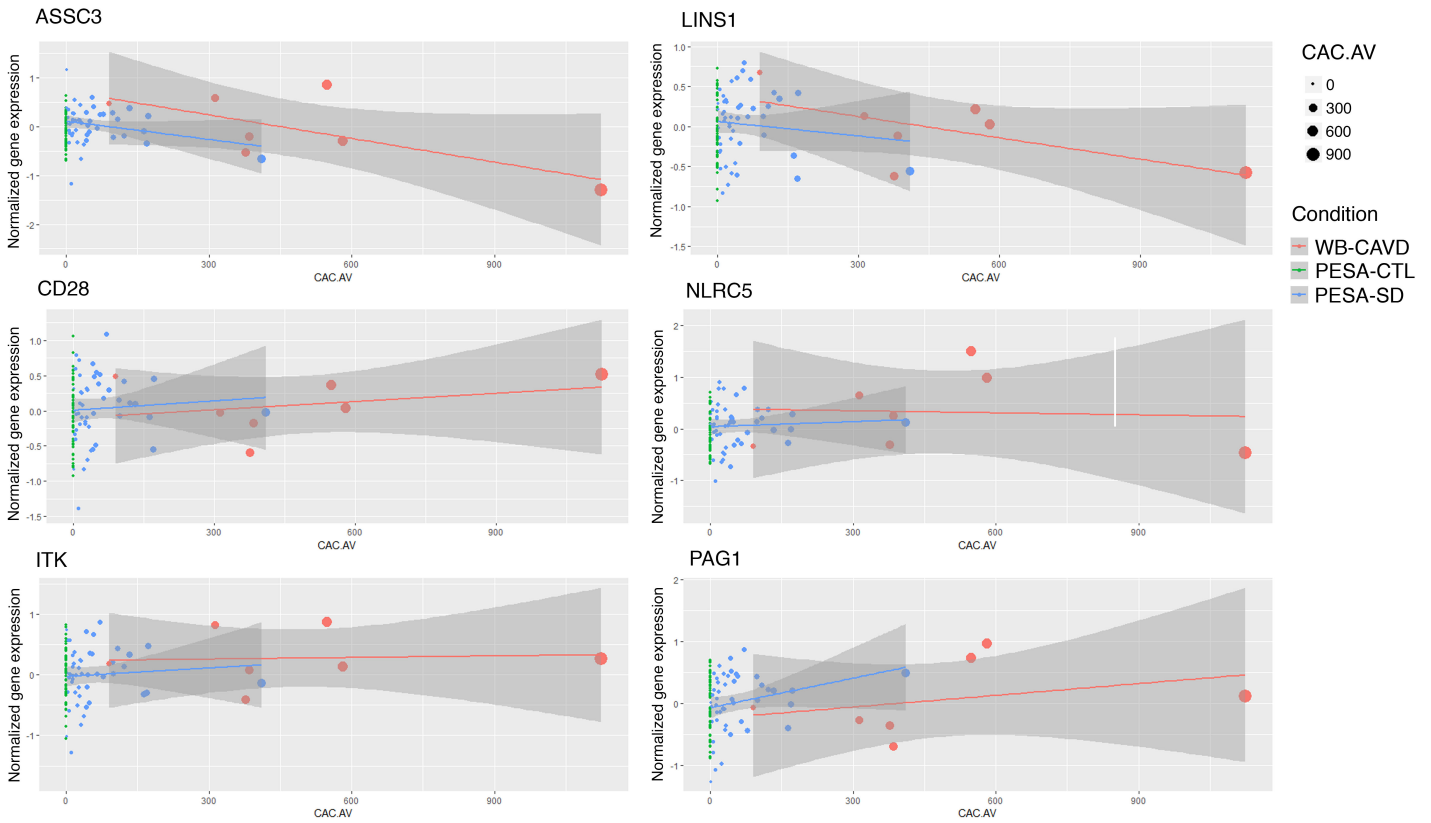 ASSC3
Normalized gene expression
1
0
-1
-2
0 300 600 900
CAC.AV
LINS1
Normalized gene expression
1.0
0.5
0.0
-0.5
-1.0
-1.5
0 300 600 900
CAC.AV
CAC.AV
0
300
600
900
Condition
WB-CAVD
PESA-CTL
PESA-SD
CD28
Normalized gene expression
1.0
0.5
0.0
-0.5
-1.0
-1.5
0 300 600 900
CAC.AV
NLRC5
Normalized gene expression
2
1
0
-1
0 300 600 900
CAC.AV
ITK
Normalized gene expression
1
0
-1
0 300 600 900
CAC.AV
PAG1
Normalized gene expression
2
1
0
-1
0 300 600 900
CAC.AV